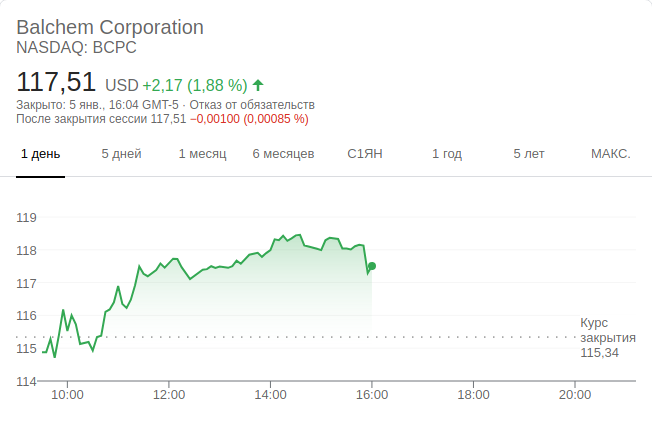 Balchem Corporation
NASDAQ: BCPC
117,51 USD +2,17 (1,88 %)
Закрыто: 5 янв., 16:04 GMT-5 · Отказ от обязательств
После закрытия сессии 117,51 −0,00100 (0,00085 %)
1 день 5 дней 1 месяц 6 месяцев С1ЯН 1 год 5 лет МАКС.
119
118
117
116
115
114
Курс
закрытия
115,34
10:00 12:00 14:00 16:00 18:00 20:00